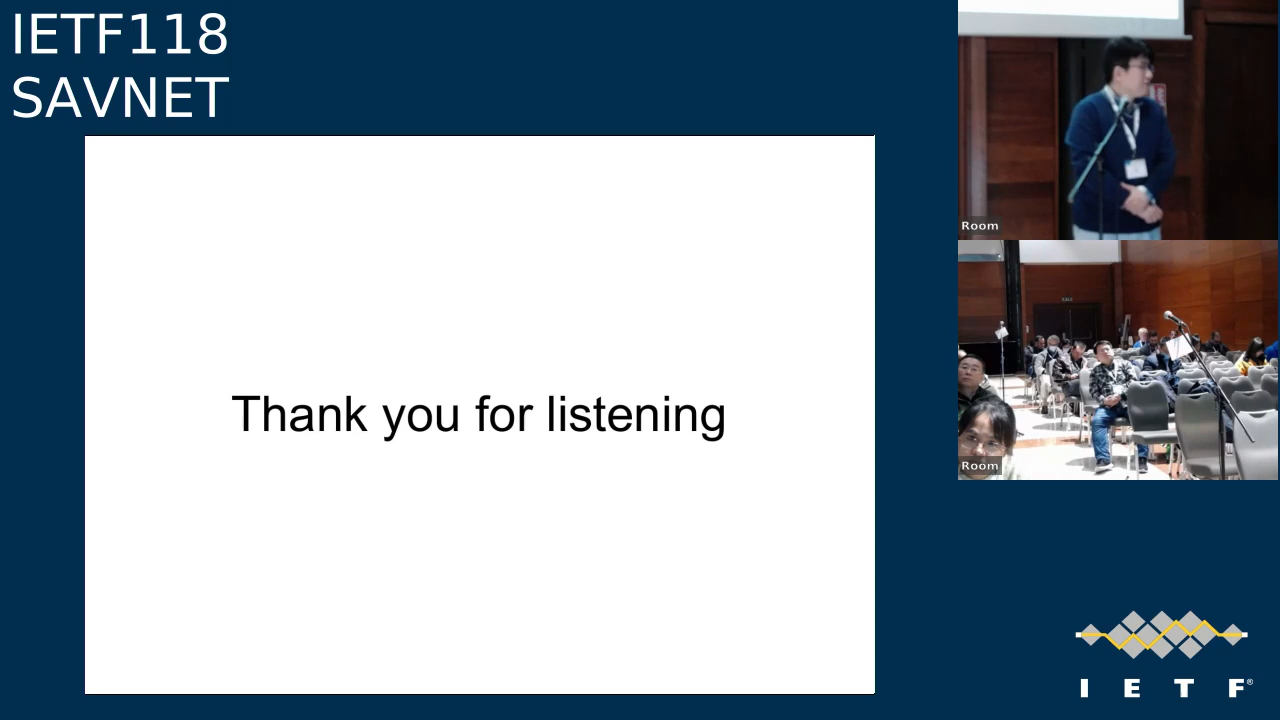 IETF118
SAVNET
Room
Thank you for listening
Room
I E T F®